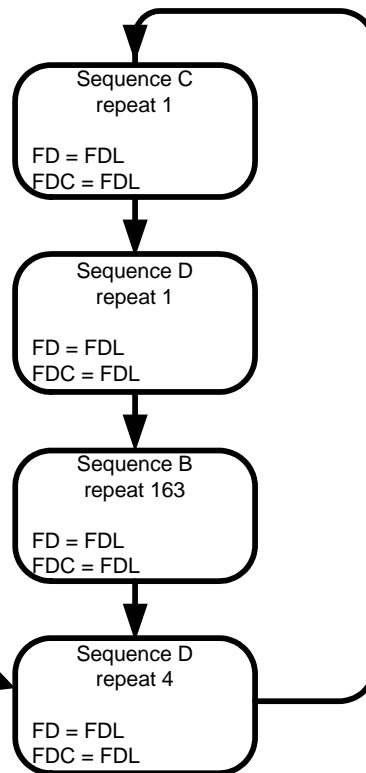 Sequence C
repeat 1
FD = FDL
FDC = FDL
Sequence D
repeat 1
FD = FDL
FDC = FDL
Sequence B
repeat 163
FD = FDL
FDC = FDL
Sequence D
repeat 4
FD = FDL
FDC = FDL